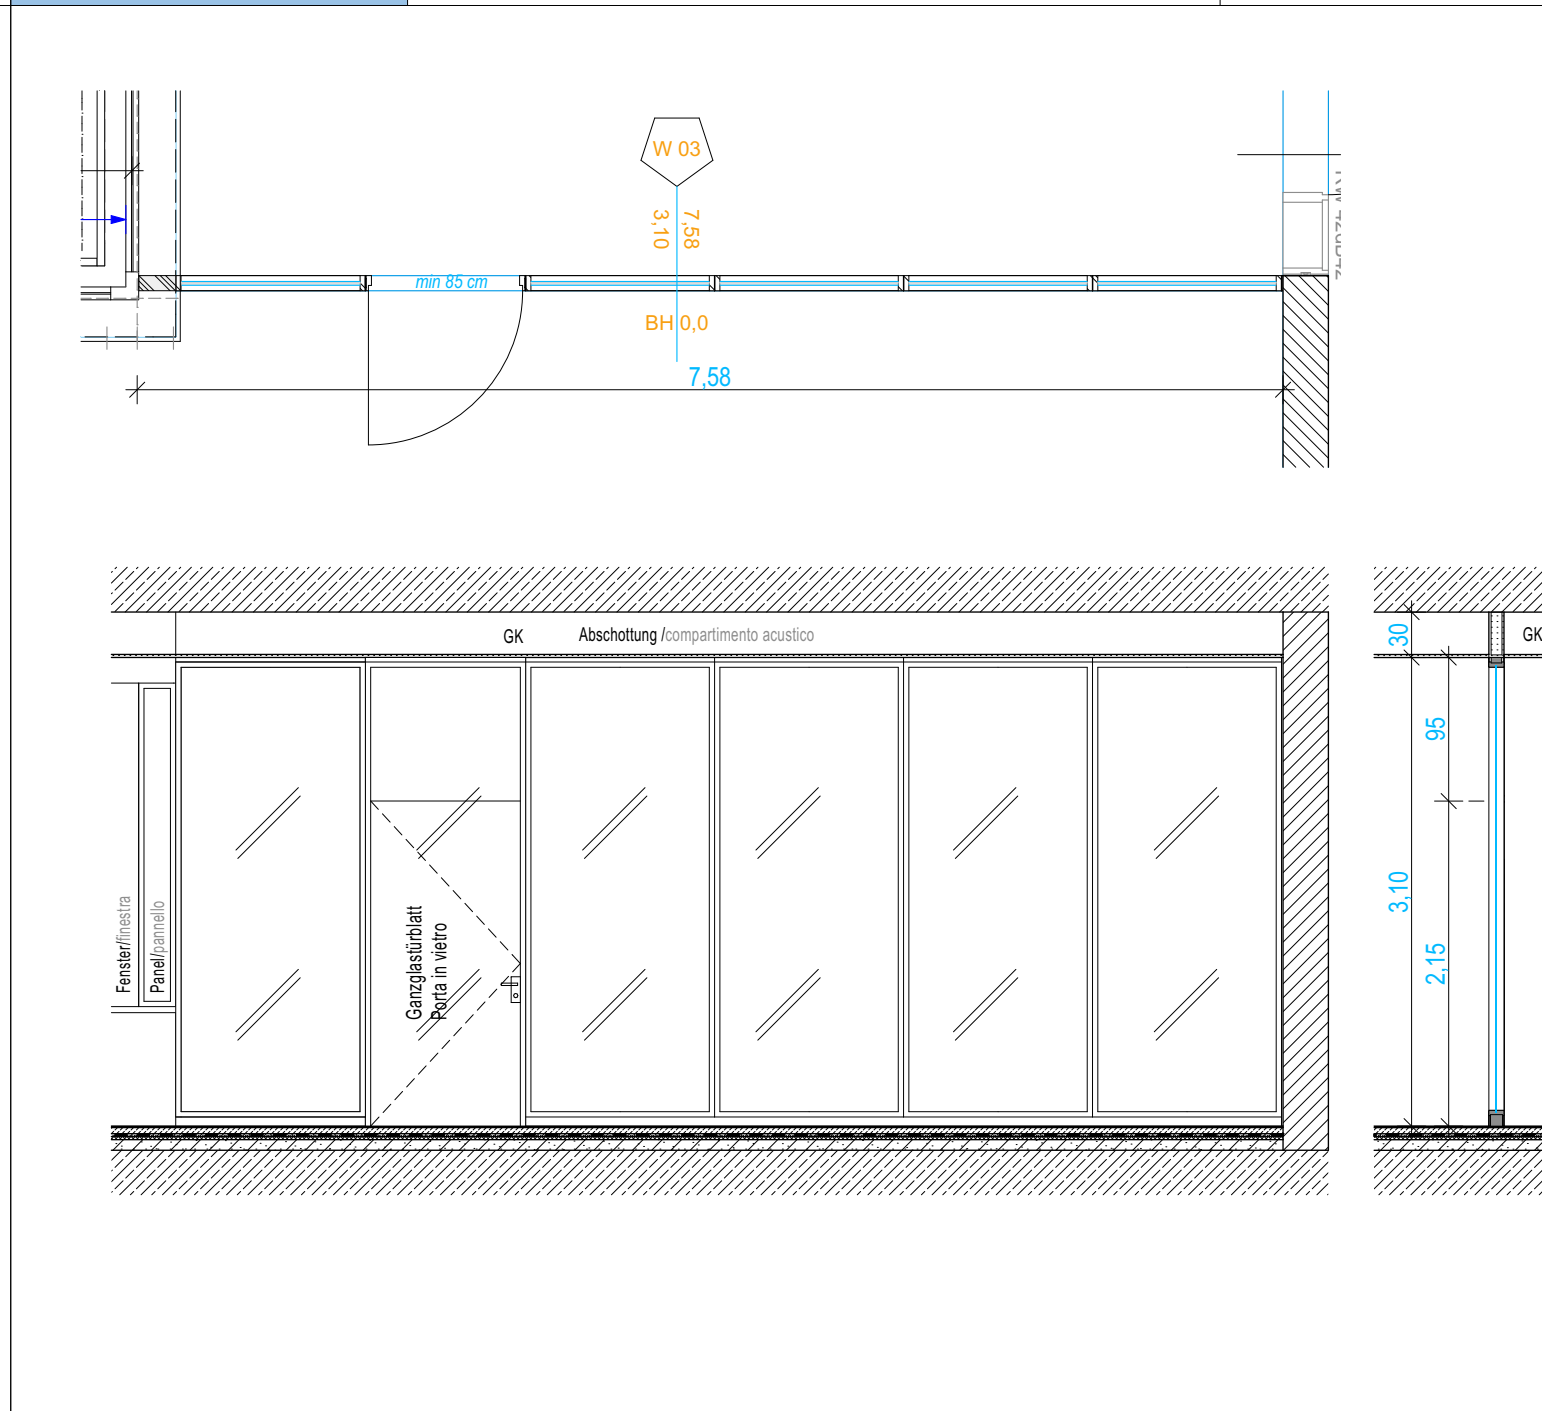 W 03
7,58
3,10
min 85 cm
BH 0,0
7,58
GK
Abschottung /compartimento acustico
Fenster/finestra
Panel/pannello
Ganzglastürblatt
Porta in vietro
30
GK
95
3,10
2,15